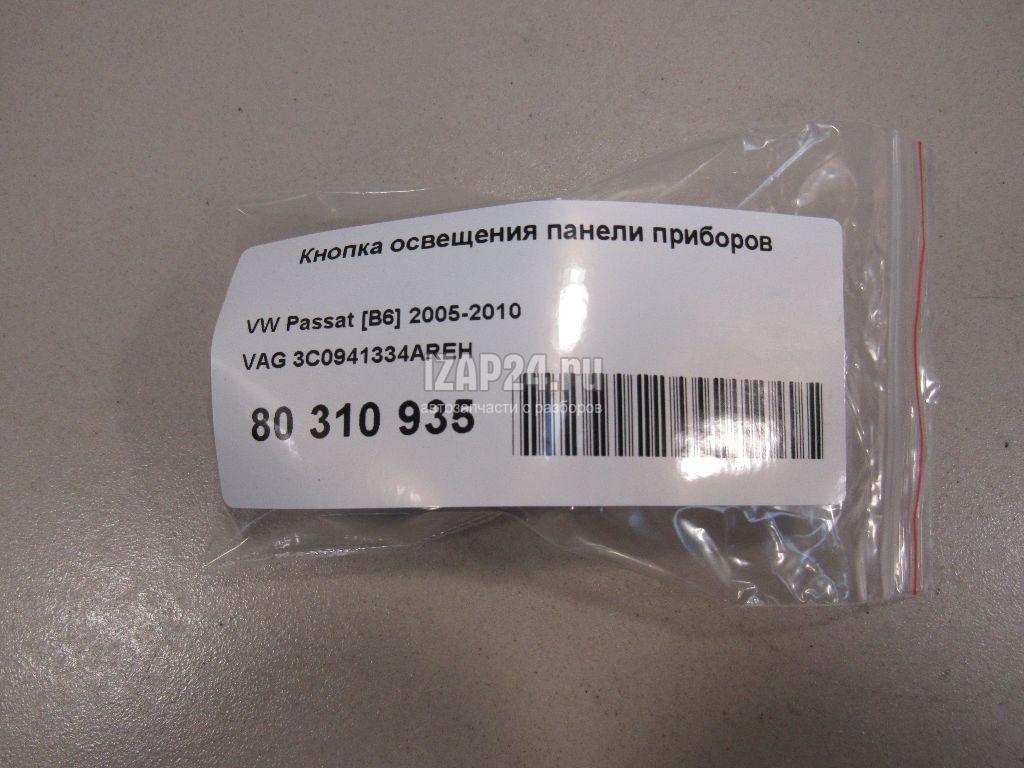 Кнопка освещения панели приборов
VW Passat [B6] 2005-2010
VAG 3C0941334AREH
IZAP24.ru
автозапчасти с разборов
80 310 935